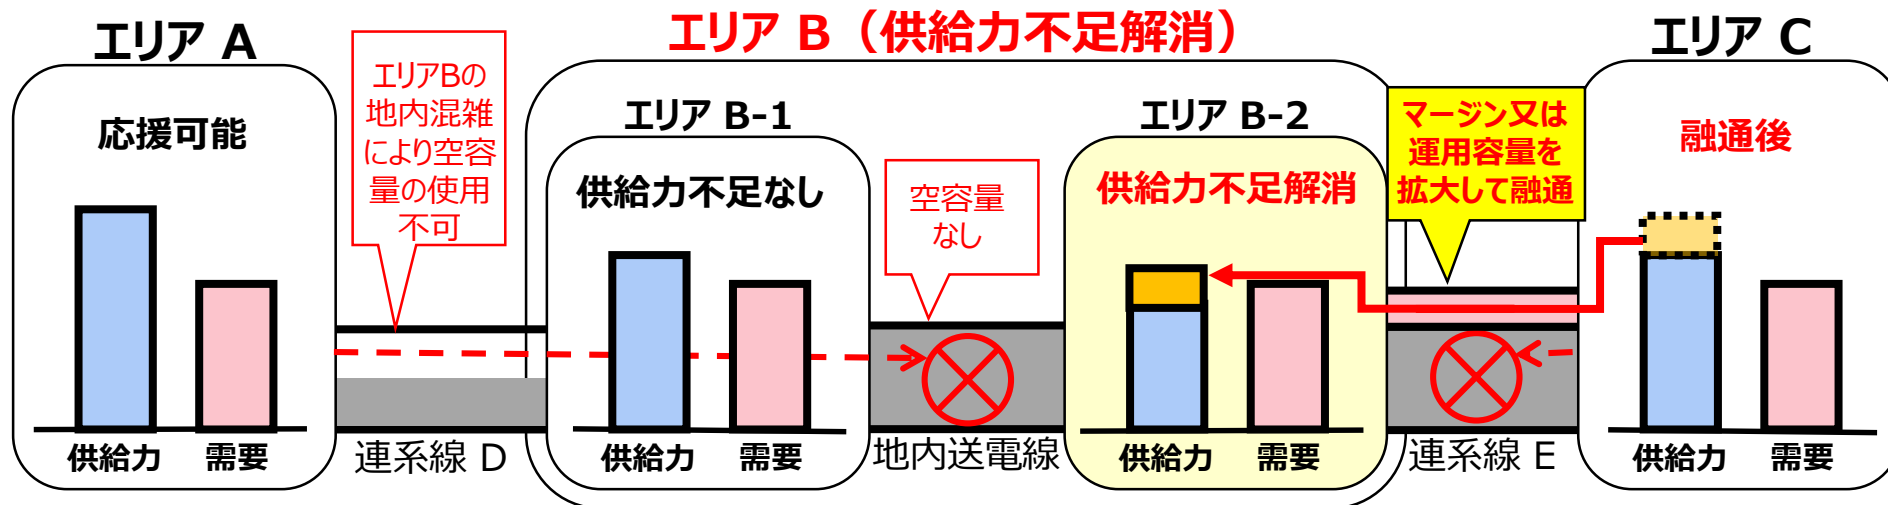 エリア A
エリア B（供給力不足解消）
エリア C
エリアBの
地内混雑
により空容
量の使用
不可
応援可能
エリア B-1
供給力不足なし
空容量
なし
エリア B-2
供給力不足解消
マージン又は
運用容量を
拡大して融通
融通後
供給力
需要
連系線 D
供給力
需要
地内送電線
供給力
需要
連系線 E
供給力
需要